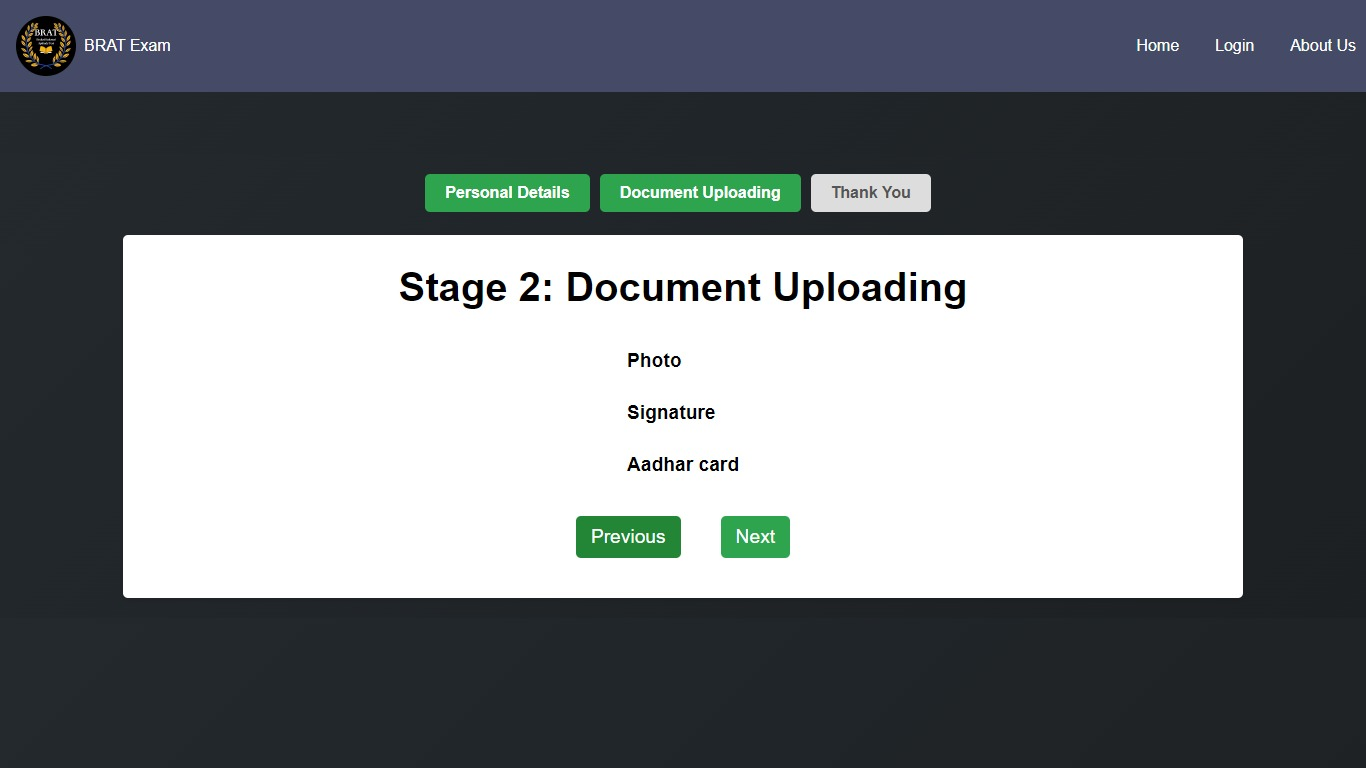 BRAT
BRAT Exam
Home
Login
About Us
Personal Details
Document Uploading
Thank You
Stage 2: Document Uploading
Photo
Signature
Aadhar card
Previous
Next